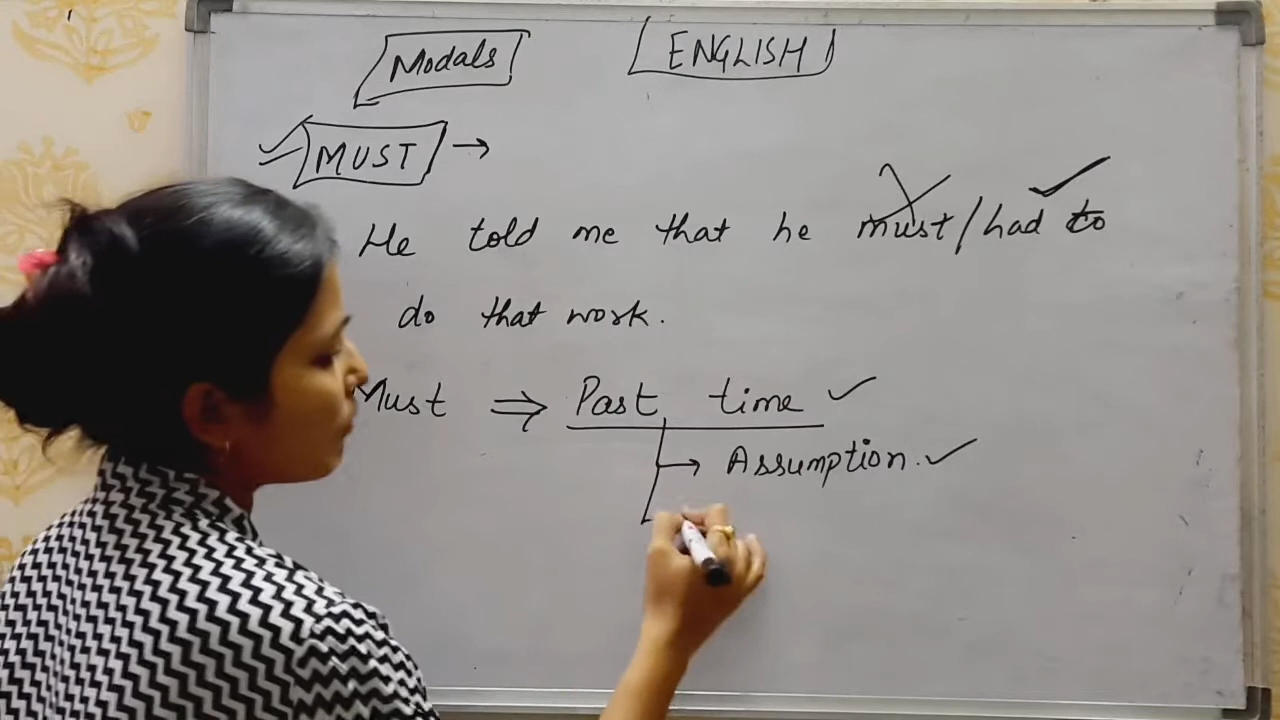 Modals ENGLISH
MUST →
He told me that he must/had to
do that work.
Must ⇒ Past time ✓
→ Assumption. ✓